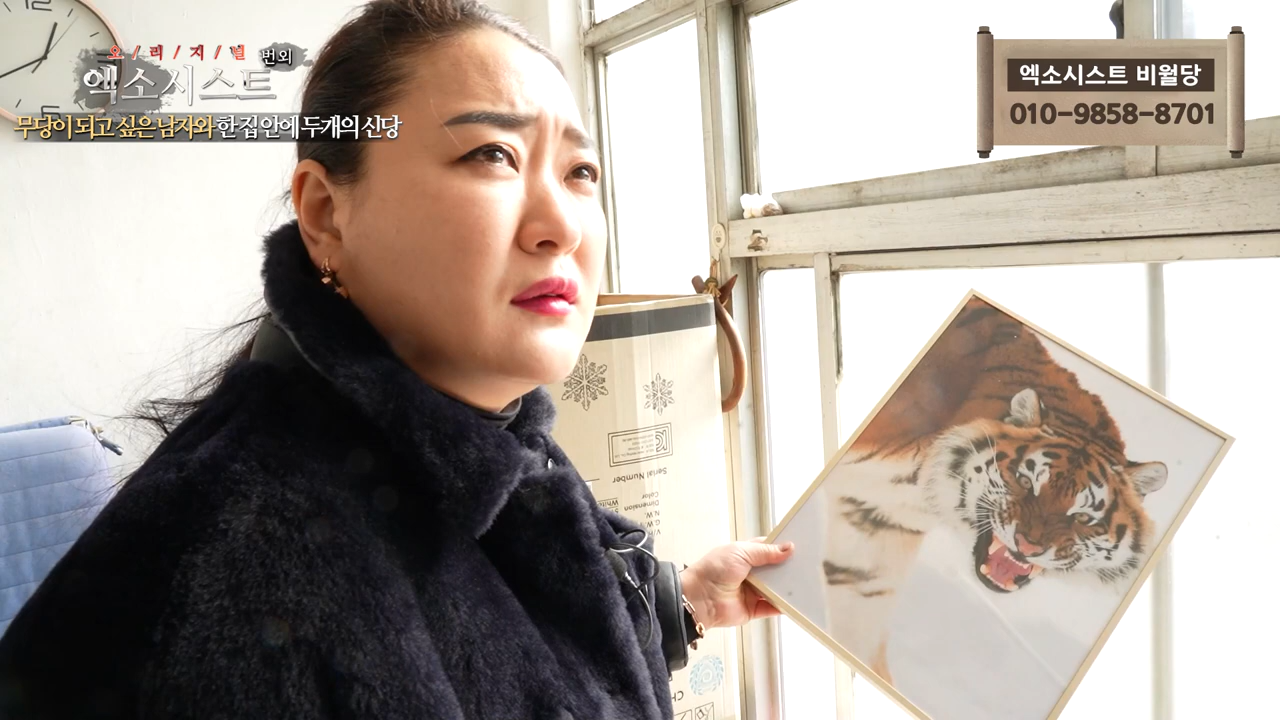 오/리/지/널 번외
엑소시스트
무당이 되고 싶은 남자와 한 집 안에 두개의 신당
엑소시스트 비월당
010-9858-8701
Serial Number
Color
Dimension
N.W.
G.W